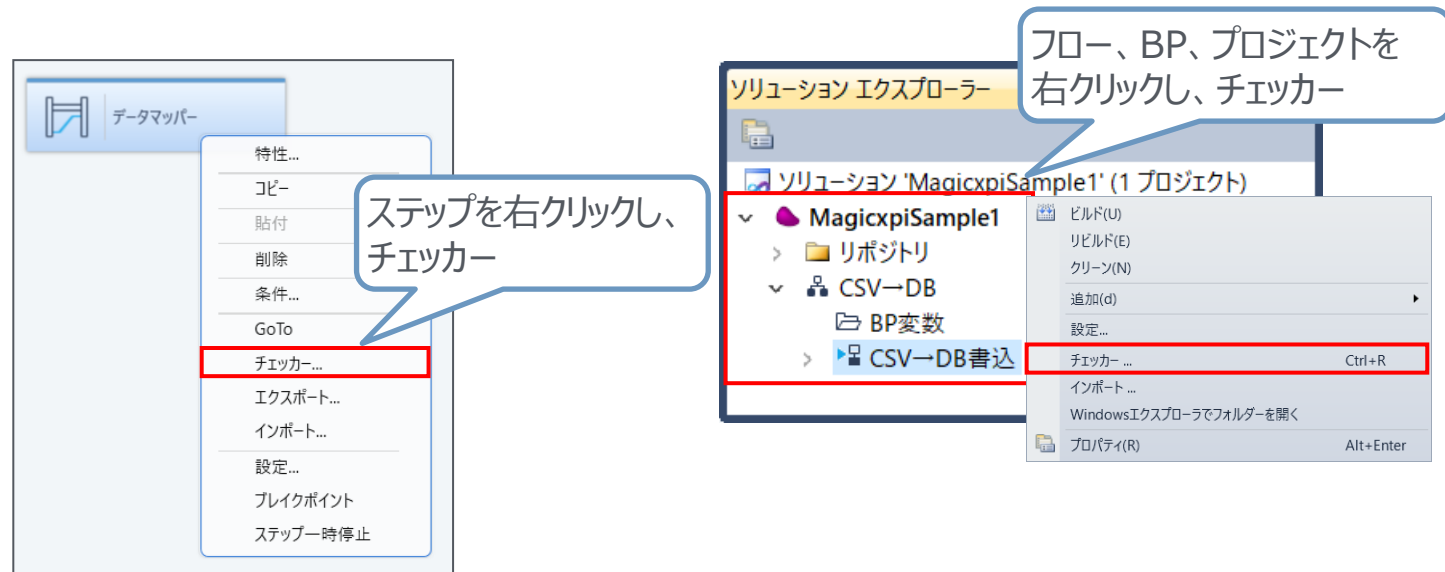 データマッパー
特性...
コピー
貼付
削除
条件...
GoTo
チェッカー...
エクスポート...
インポート...
設定...
ブレイクポイント
ステップ一時停止
ステップを右クリックし、
チェッカー
フロー、BP、プロジェクトを
右クリックし、チェッカー
ソリューション エクスプローラー
ソリューション 'MagicxpiSample1' (1 プロジェクト)
MagicxpiSample1
リポジトリ
CSV→DB
BP変数
CSV→DB書込
ビルド(U)
リビルド(E)
クリーン(N)
追加(d)
設定...
チェッカー ... Ctrl+R
インポート ...
Windowsエクスプローラでフォルダーを開く
プロパティ(R) Alt+Enter